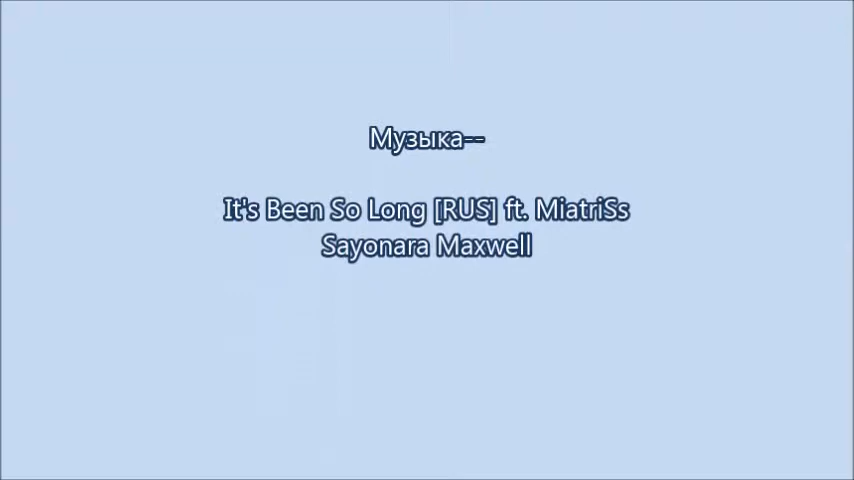 Музыка--
It's Been So Long [RUS] ft. MiatriSs
Sayonara Maxwell